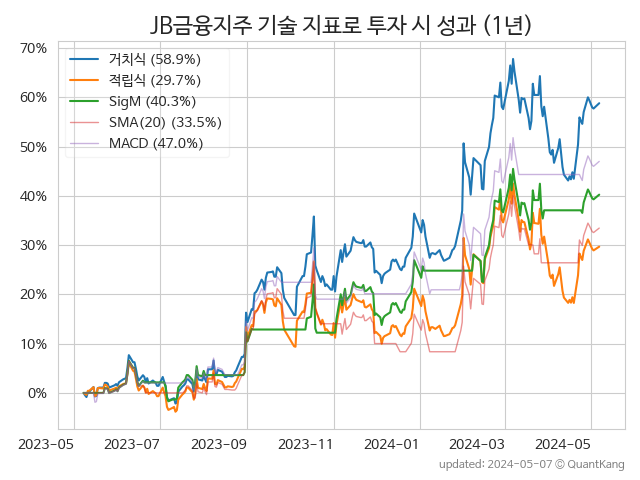 JB금융지주 기술 지표로 투자 시 성과 (1년)
70%
60%
50%
40%
30%
20%
10%
0%
거치식 (58.9%)
적립식 (29.7%)
SigM (40.3%)
SMA(20) (33.5%)
MACD (47.0%)
2023-05 2023-07 2023-09 2023-11 2024-01 2024-03 2024-05
updated: 2024-05-07 © QuantKang